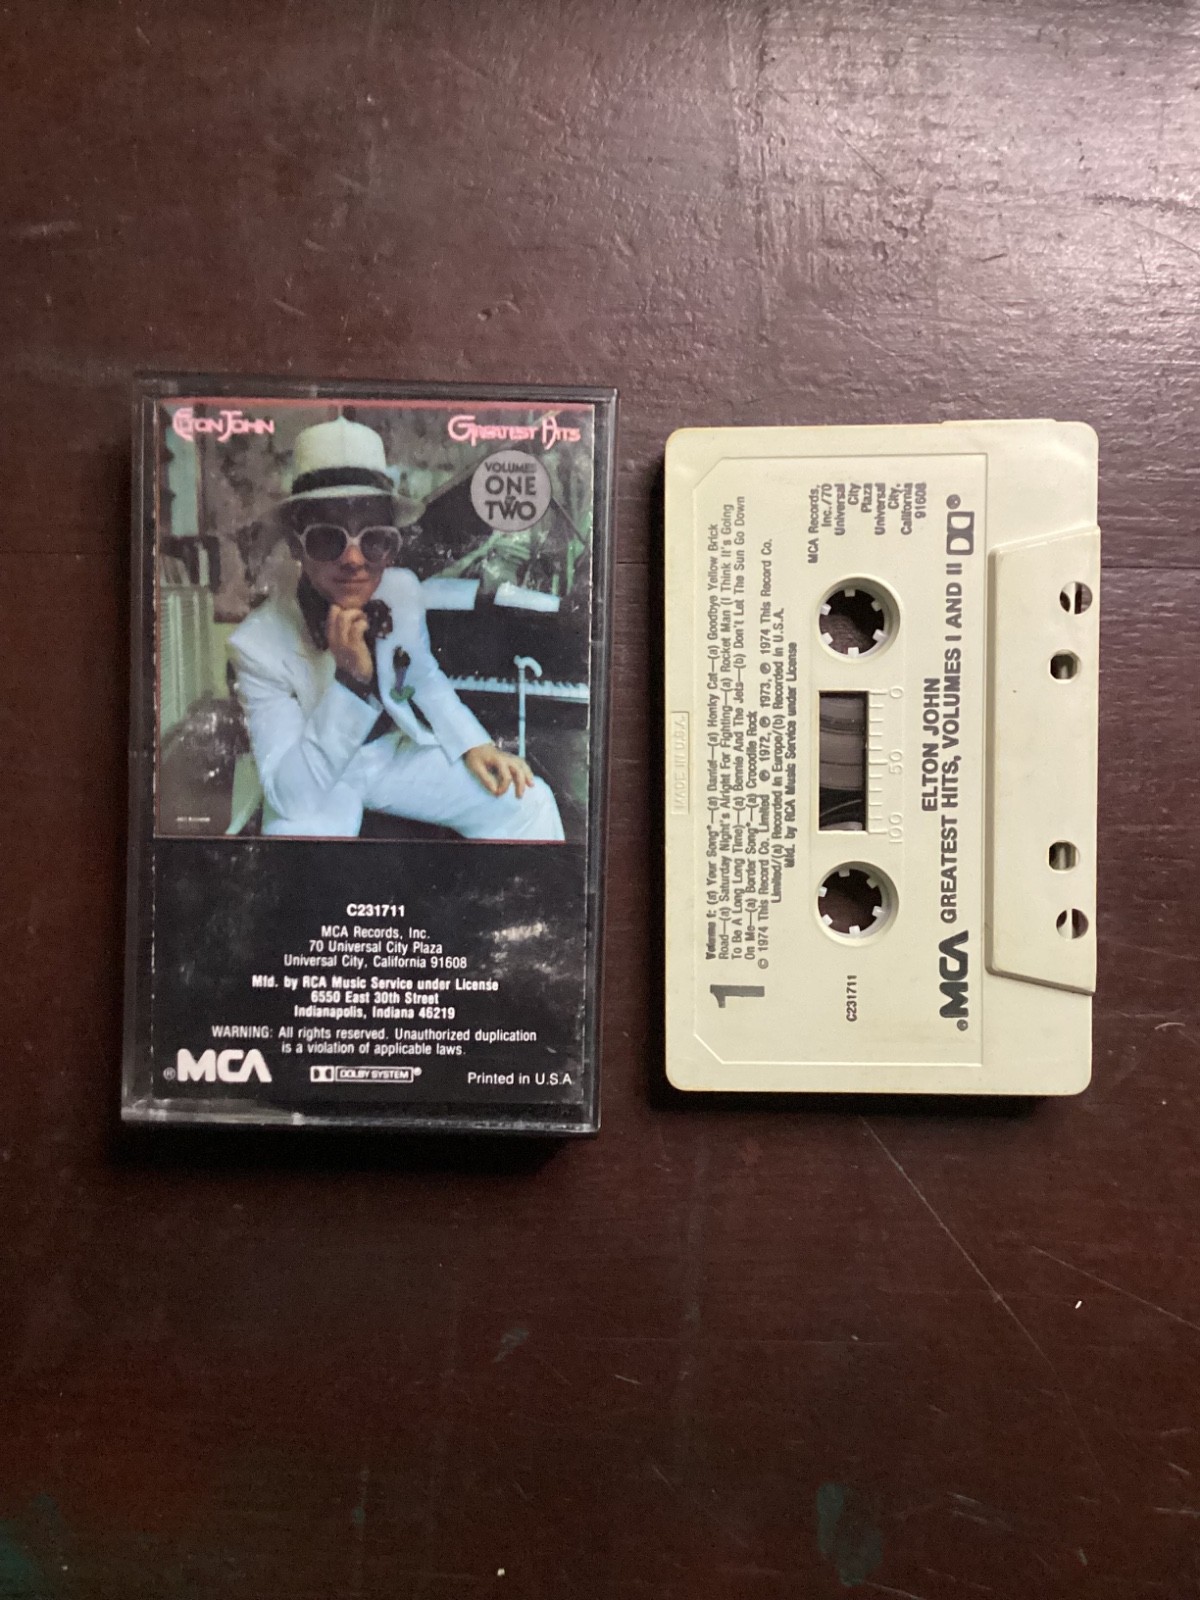 ELTON JOHN
GREATEST HITS
VOLUMES
ONE
TWO
C231711
MCA Records, Inc.
70 Universal City Plaza
Universal City, California 91608
Mfd. by RCA Music Service under License
6550 East 30th Street
Indianapolis, Indiana 46219
WARNING: All rights reserved. Unauthorized duplication
is a violation of applicable laws.
®MCA
DOLBY SYSTEM®
Printed in U.S.A.
MADE IN U.S.A.
1
Volume 1: (a) Your Song*—(a) Daniel—(a) Honky Cat—(a) Goodbye Yellow Brick
Road—(a) Saturday Night's Alright For Fighting—(a) Rocket Man (I Think It's Going
To Be A Long Long Time)—(a) Bennie And The Jets—(b) Don't Let The Sun Go Down
On Me—(a) Border Song*—(a) Crocodile Rock
© 1974 This Record Co. Limited ℗ 1972, ℗ 1973, ℗ 1974 This Record Co.
Limited/(a) Recorded in Europe/(b) Recorded in U.S.A.
Mfd. by RCA Music Service under License
C231711
MCA Records,
Inc./70
Universal
City
Plaza
Universal
City,
California
91608
100 50 0
ELTON JOHN
®MCA GREATEST HITS, VOLUMES I AND II ®